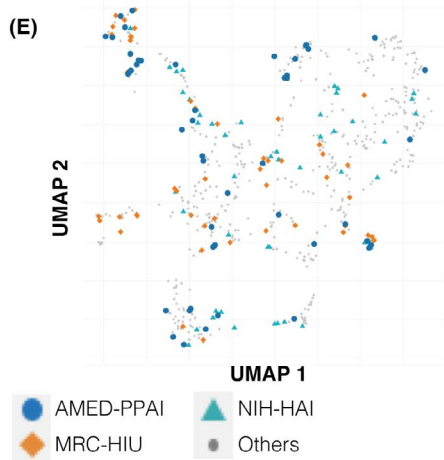 (E)
UMAP 2
UMAP 1
AMED-PPAI
NIH-HAI
MRC-HIU
Others